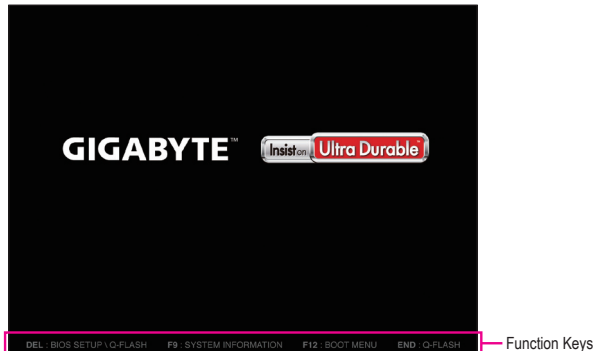 GIGABYTE™ Insist on Ultra Durable™
DEL : BIOS SETUP \ Q-FLASH F9 : SYSTEM INFORMATION F12 : BOOT MENU END : Q-FLASH
Function Keys